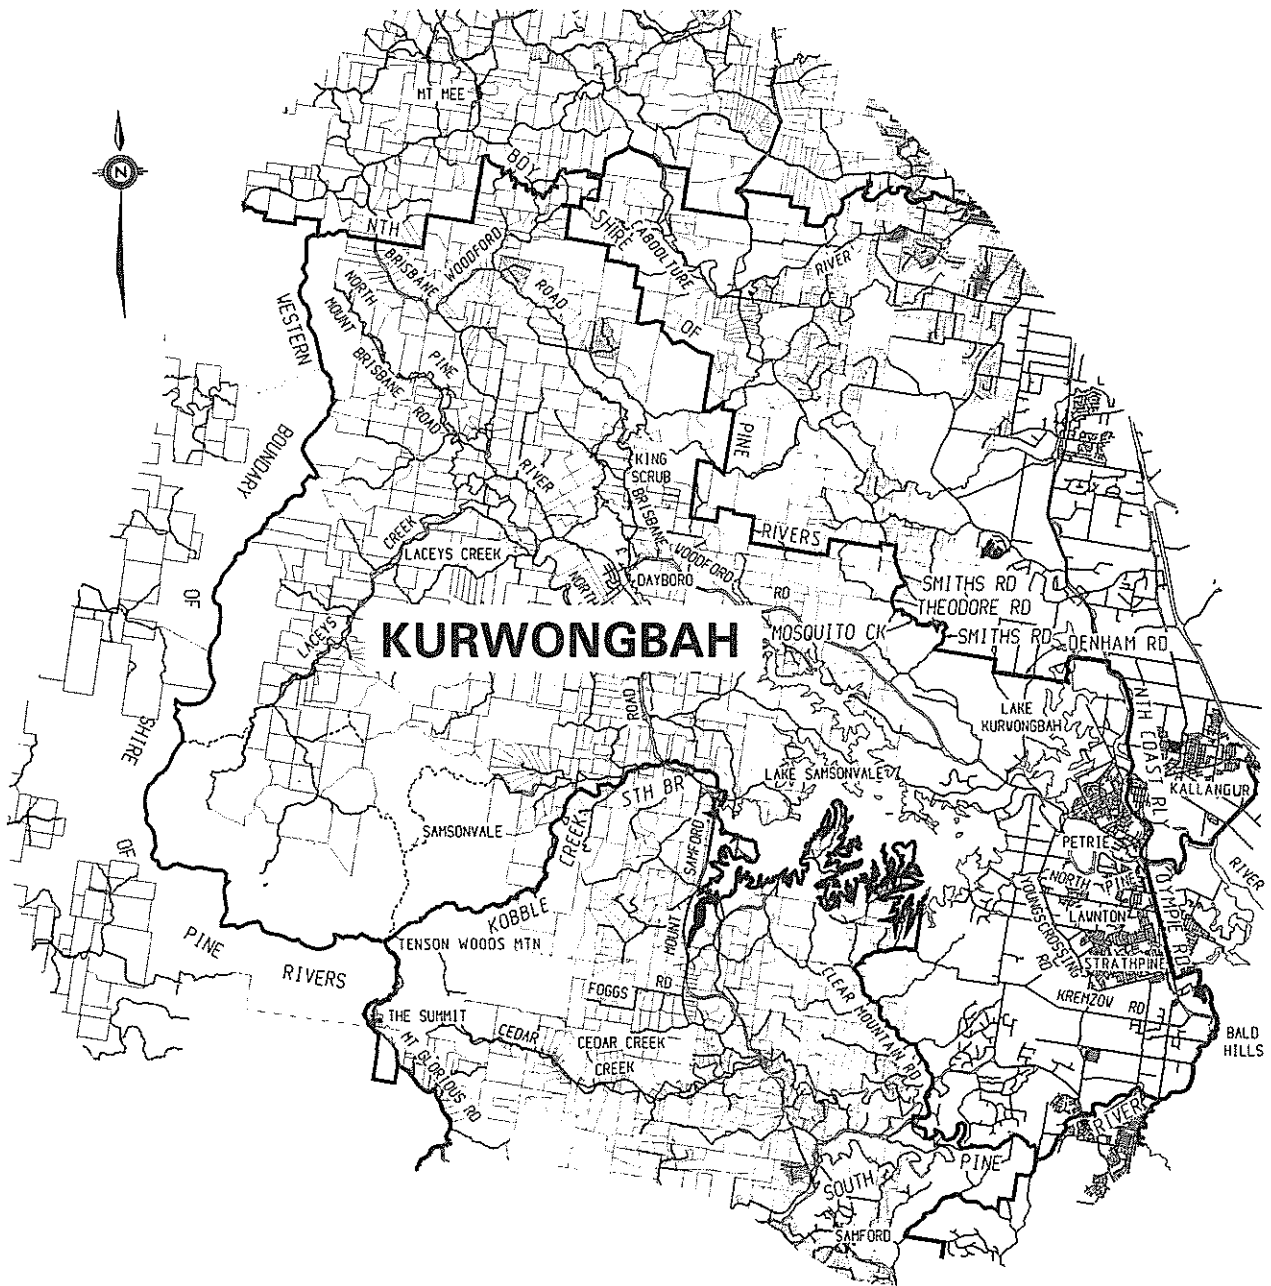 MT MEE
N
BDY
NTH
SHIRE
CABOOLTURE
RIVER
BRISBANE
WOODFORD
ROAD
OF
WESTERN
NORTH
PINE
RIVER
MOUNT
BRISBANE
ROAD
PINE
BOUNDARY
KING
SCRUB
BRISBANE
WOODFORD
RD
RIVERS
CREEK
LACEYS CREEK
LACEYS
NORTH
DAYBORO
SMITHS RD
THEODORE RD
SMITHS RD
DENHAM RD
OF
KURWONGBAH
MOSQUITO CK
LAKE
KURWONGBAH
NTH COAST RLY
ROAD
SHIRE
LAKE SAMSONVALE
KALLANGUR
STH BR
SAMSONVALE
CREEK
SAMFORD
PETRIE
OF
NORTH PINE
RIVER
GYMPIE RD
YOUNGSCROSSING
RD
LAWNTON
KOBBLE
MOUNT
PINE
RIVERS
TENSON WOODS MTN
STRATHPINE
FOGGS RD
CLEAR MOUNTAIN RD
KREMZOW RD
THE SUMMIT
CEDAR
CEDAR CREEK
CREEK
BALD
HILLS
MT GLORIOUS RD
RIVER
PINE
SOUTH
SAMFORD